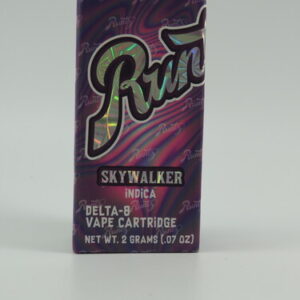 Runt
SKYWALKER
INDICA
DELTA-8
VAPE CARTRIDGE
NET WT. 2 GRAMS (.07 OZ)